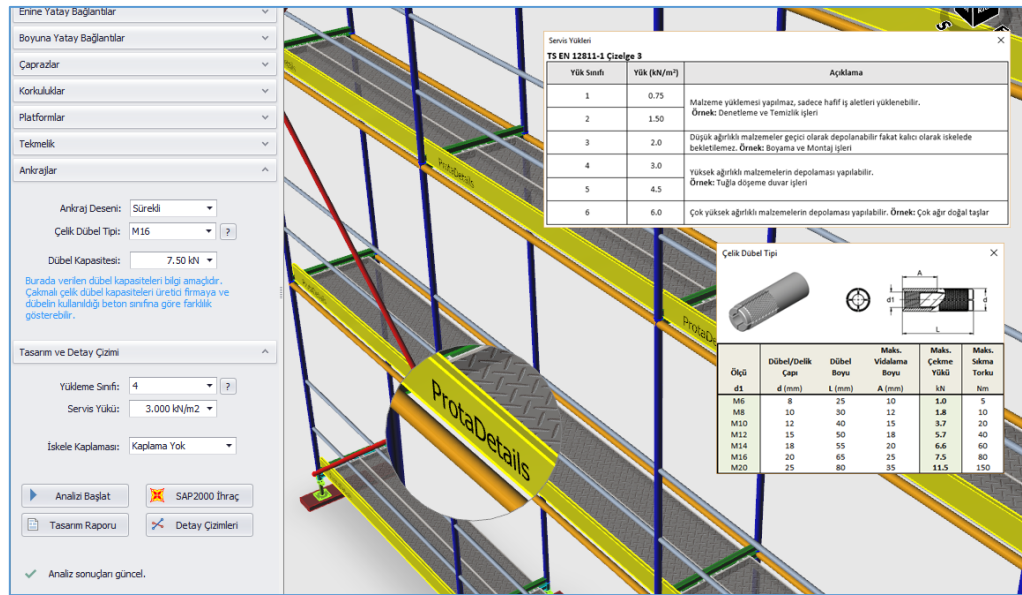 Enine Yatay Bağlantılar
Boyuna Yatay Bağlantılar
Çaprazlar
Korkuluklar
Platformlar
Tekmelik
Ankrajlar
Ankraj Deseni: Sürekli
Çelik Dübel Tipi: M16 ?
Dübel Kapasitesi: 7.50 kN
Burada verilen dübel kapasiteleri bilgi amaçlıdır.
Çakmalı çelik dübel kapasiteleri üretici firmaya ve
dübelin kullanıldığı beton sınıfına göre farklılık
gösterebilir.
Tasarım ve Detay Çizimi
Yükleme Sınıfı: 4 ?
Servis Yükü: 3.000 kN/m2
İskele Kaplaması: Kaplama Yok
Analizi Başlat SAP2000 İhraç
Tasarım Raporu Detay Çizimleri
Analiz sonuçları güncel.
ProtaDetails
ProtaDetails
Servis Yükleri
TS EN 12811-1 Çizelge 3
Yük Sınıfı Yük (kN/m²) Açıklama
1 0.75
2 1.50
Malzeme yüklemesi yapılmaz, sadece hafif iş aletleri yüklenebilir.
Örnek: Denetleme ve Temizlik işleri
3 2.0
Düşük ağırlıklı malzemeler geçici olarak depolanabilir fakat kalıcı olarak iskelede
bekletilemez. Örnek: Boyama ve Montaj işleri
4 3.0
5 4.5
Yüksek ağırlıklı malzemelerin depolaması yapılabilir.
Örnek: Tuğla döşeme duvar işleri
6 6.0 Çok yüksek ağırlıklı malzemelerin depolaması yapılabilir. Örnek: Çok ağır doğal taşlar
Çelik Dübel Tipi
A
d1 d
L
Ölçü Dübel/Delik Çapı Dübel Boyu Maks. Vidalama Boyu Maks. Çekme Yükü Maks. Sıkma Torku
d1 d (mm) L (mm) A (mm) kN Nm
M6 8 25 10 1.0 5
M8 10 30 12 1.8 10
M10 12 40 15 3.7 20
M12 15 50 18 5.7 40
M14 18 55 20 6.6 60
M16 20 65 25 7.5 80
M20 25 80 35 11.5 150